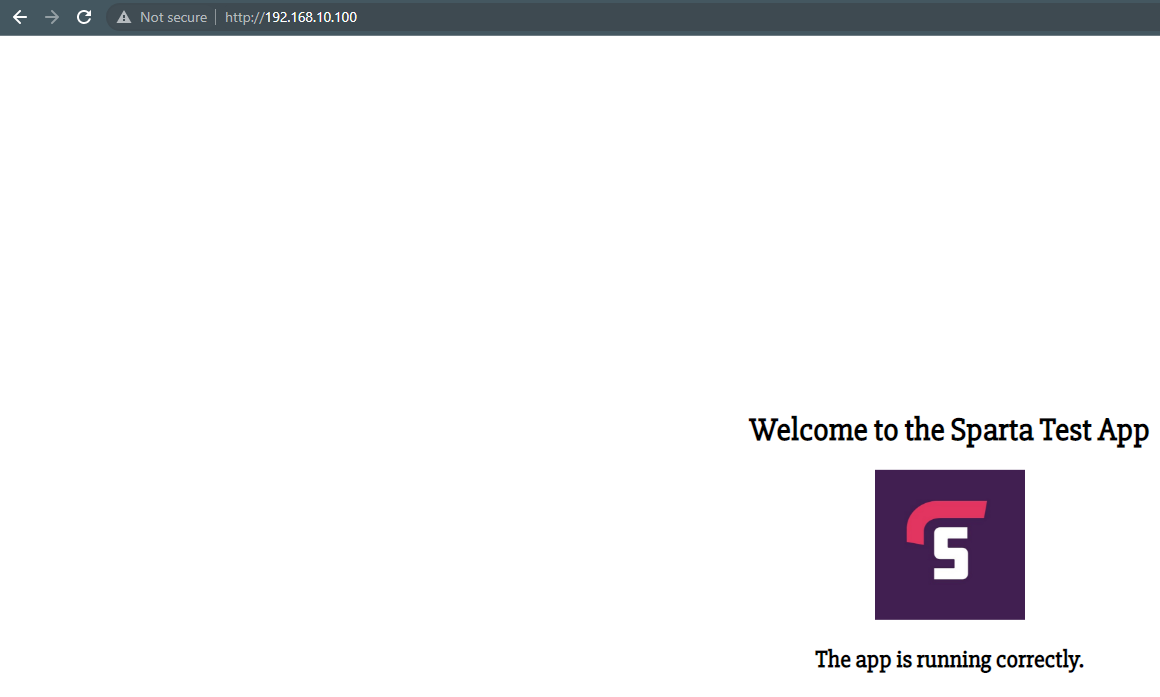 Not secure http://192.168.10.100
Welcome to the Sparta Test App
S
The app is running correctly.